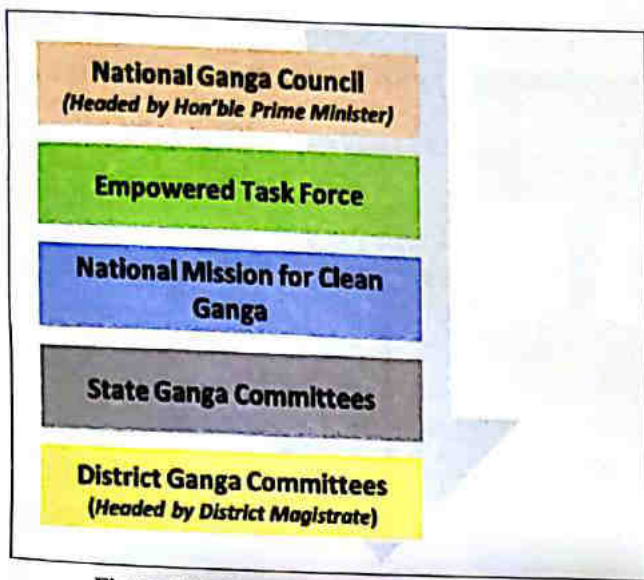 National Ganga Council
(Headed by Hon'ble Prime Minister)
Empowered Task Force
National Mission for Clean
Ganga
State Ganga Committees
District Ganga Committees
(Headed by District Magistrate)